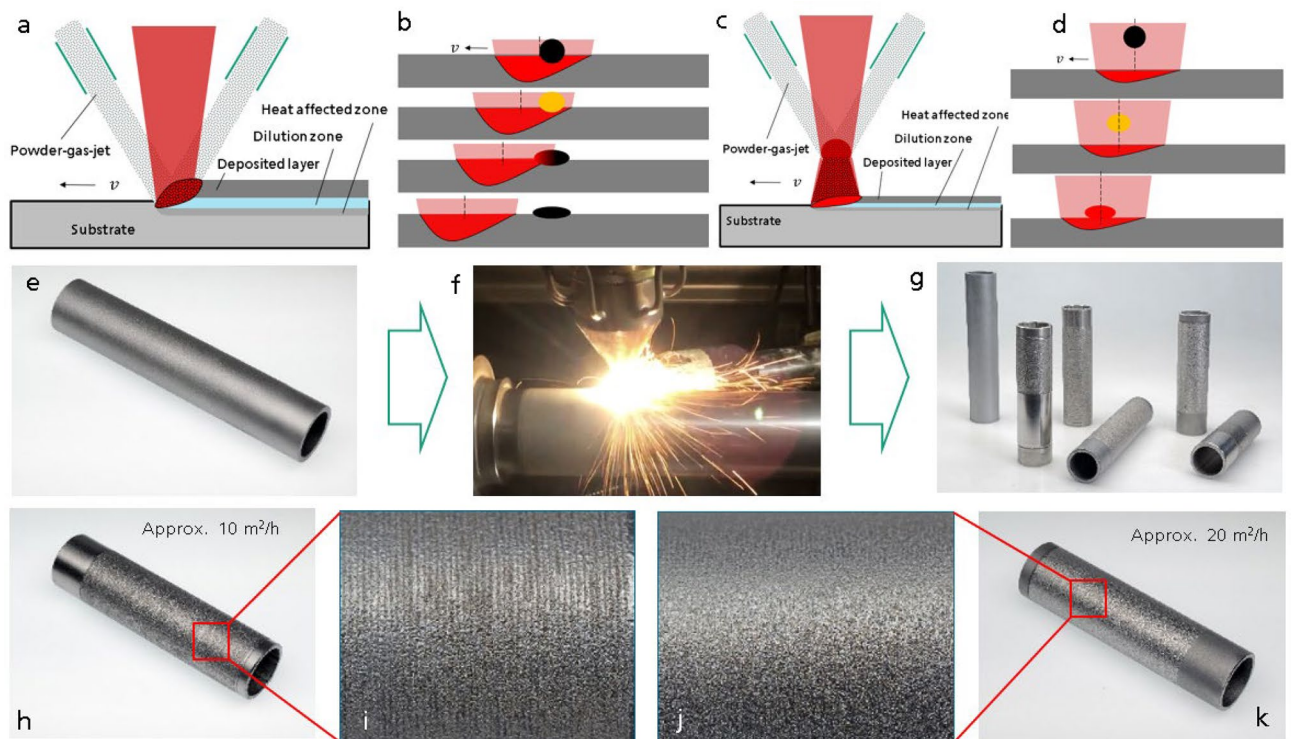 a
b
c
d
v
v
Heat affected zone
Dilution zone
Powder-gas-jet
Deposited layer
v
Substrate
v
Heat affected zone
Dilution zone
Powder-gas-jet
Deposited layer
v
Substrate
e
f
g
Approx. 10 m²/h
Approx. 20 m²/h
h
i
j
k